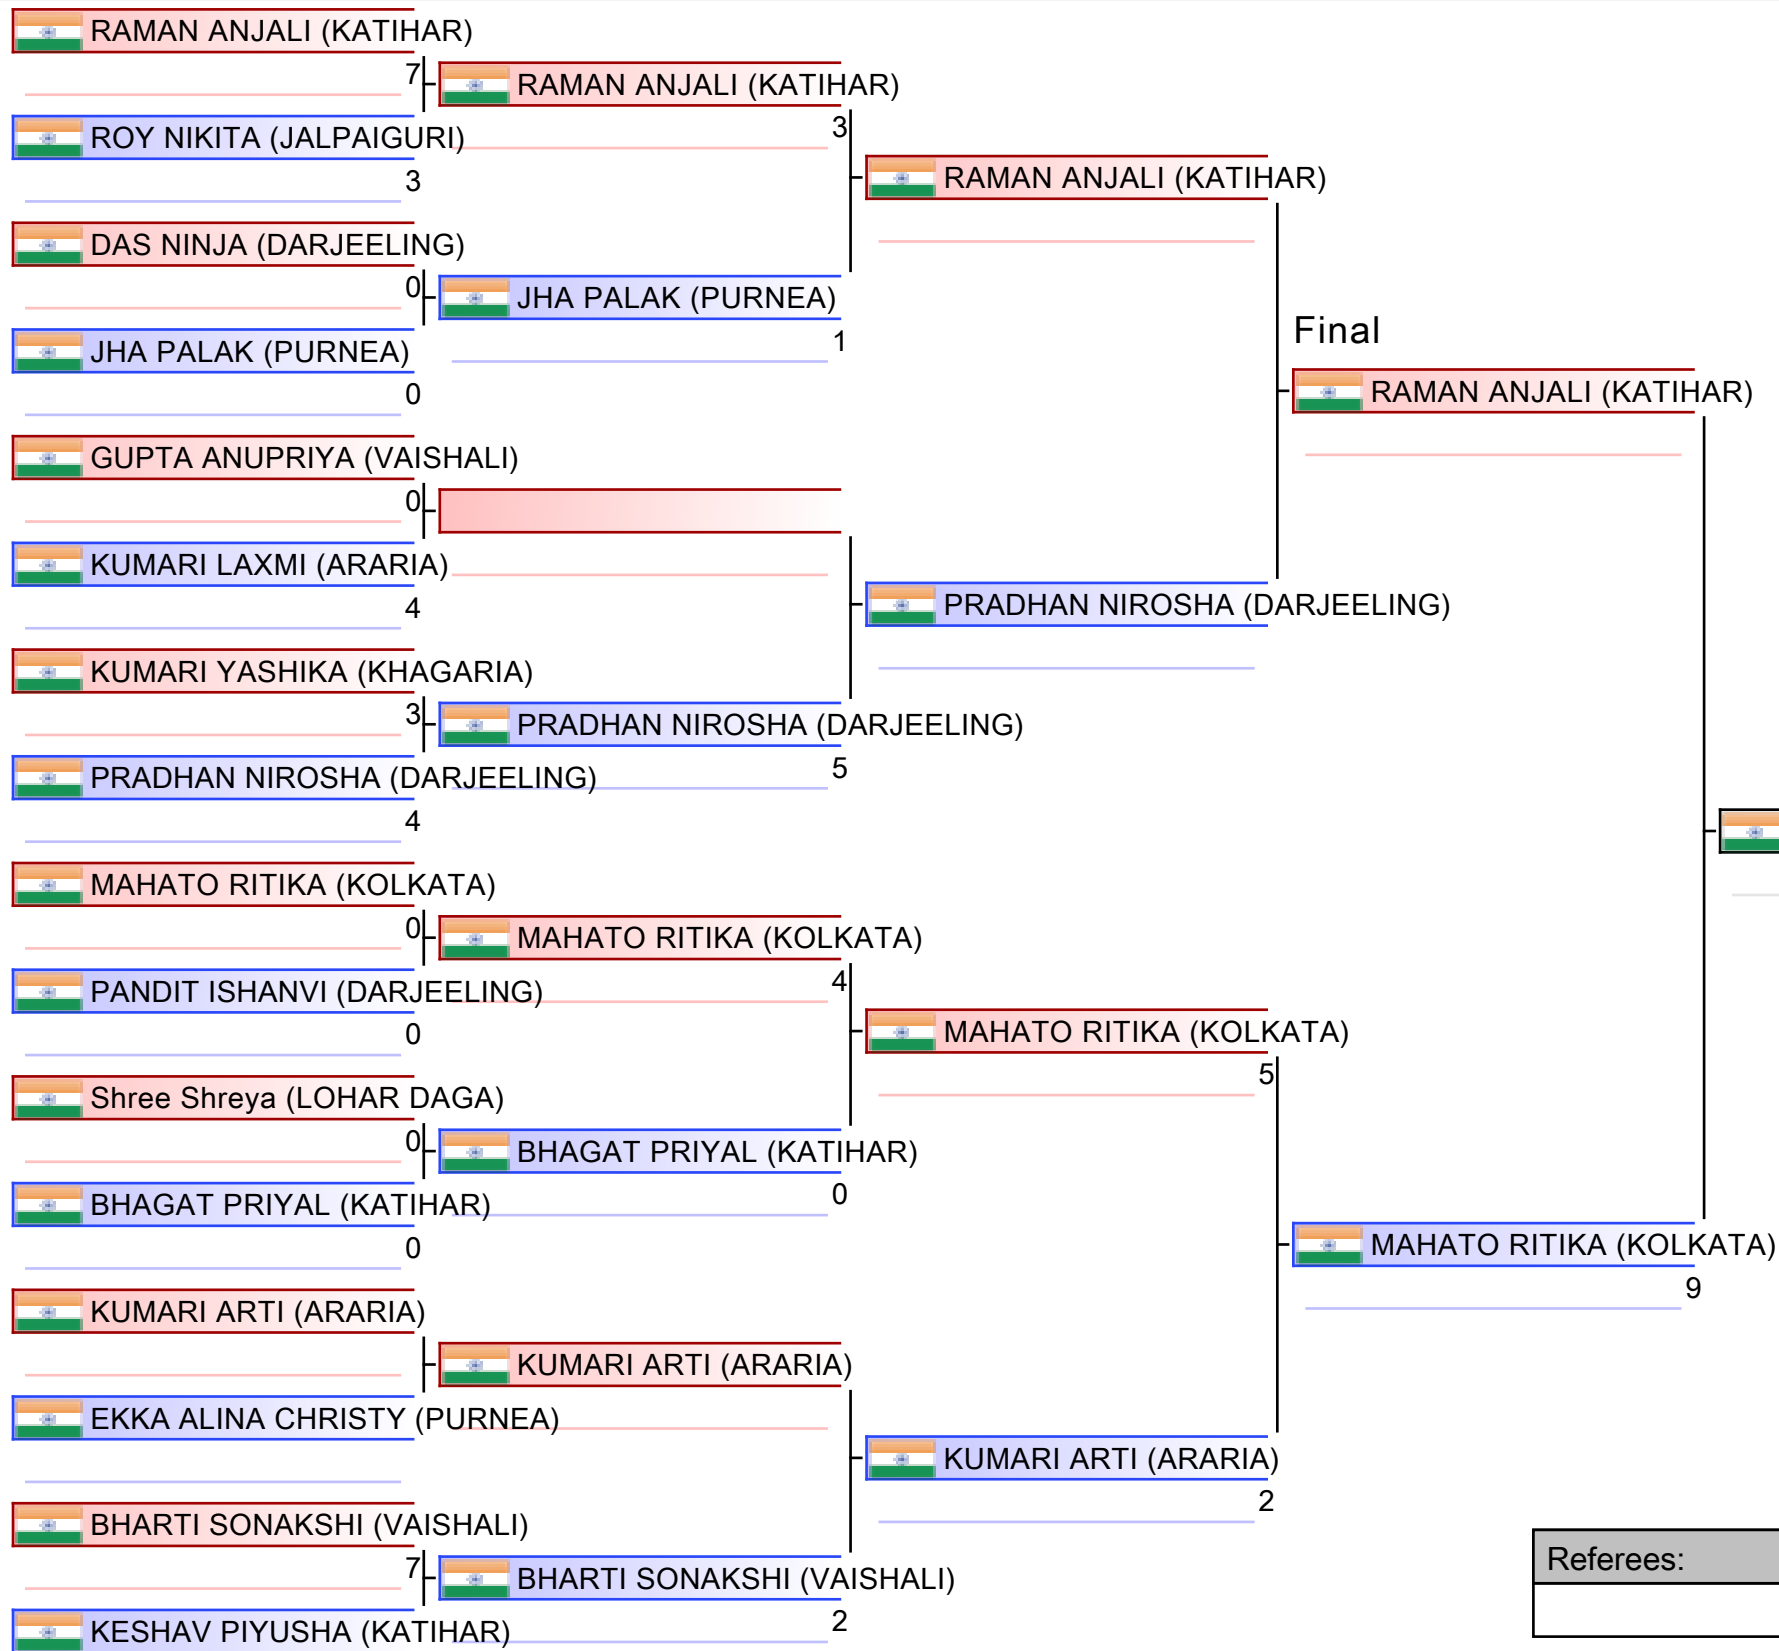 RAMAN ANJALI (KATIHAR)
7
ROY NIKITA (JALPAIGURI)
3
DAS NINJA (DARJEELING)
0
JHA PALAK (PURNEA)
0
GUPTA ANUPRIYA (VAISHALI)
0
KUMARI LAXMI (ARARIA)
4
KUMARI YASHIKA (KHAGARIA)
3
PRADHAN NIROSHA (DARJEELING)
4
MAHATO RITIKA (KOLKATA)
0
PANDIT ISHANVI (DARJEELING)
0
Shree Shreya (LOHAR DAGA)
0
BHAGAT PRIYAL (KATIHAR)
0
KUMARI ARTI (ARARIA)
EKKA ALINA CHRISTY (PURNEA)
BHARTI SONAKSHI (VAISHALI)
7
KESHAV PIYUSHA (KATIHAR)
RAMAN ANJALI (KATIHAR)
3
JHA PALAK (PURNEA)
1
PRADHAN NIROSHA (DARJEELING)
5
MAHATO RITIKA (KOLKATA)
4
BHAGAT PRIYAL (KATIHAR)
0
KUMARI ARTI (ARARIA)
BHARTI SONAKSHI (VAISHALI)
2
RAMAN ANJALI (KATIHAR)
PRADHAN NIROSHA (DARJEELING)
MAHATO RITIKA (KOLKATA)
5
KUMARI ARTI (ARARIA)
2
Final
RAMAN ANJALI (KATIHAR)
MAHATO RITIKA (KOLKATA)
9
Referees: